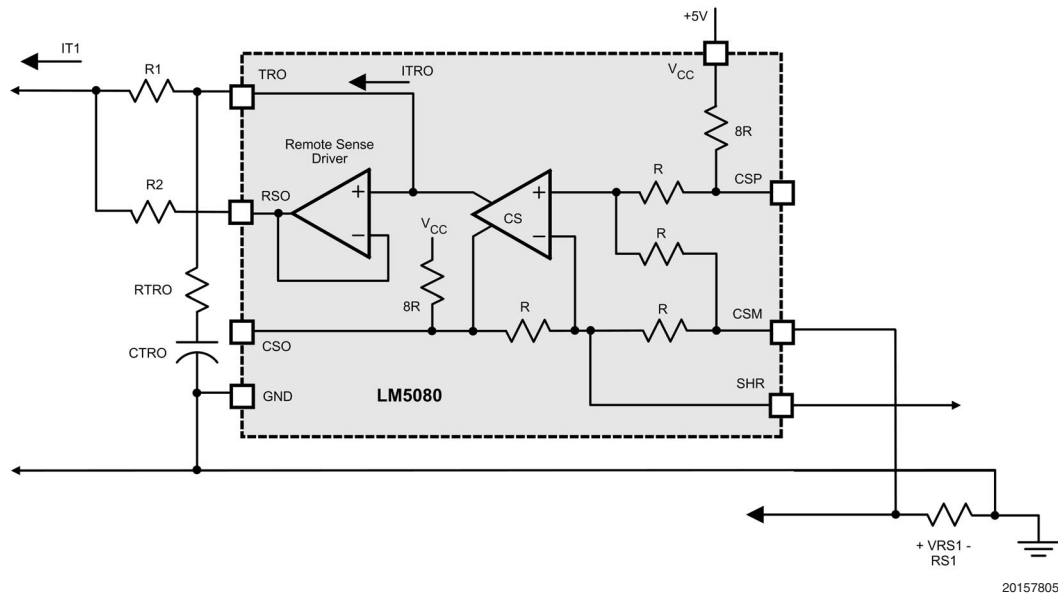 +5V
IT1
R1
TRO
ITRO
VCC
8R
Remote Sense
Driver
R
CSP
R2
RSO
+
+
CS
−
−
VCC
R
8R
RTRO
R
R
CSM
CTRO
CSO
SHR
GND
LM5080
+ VRS1 -
RS1
20157805